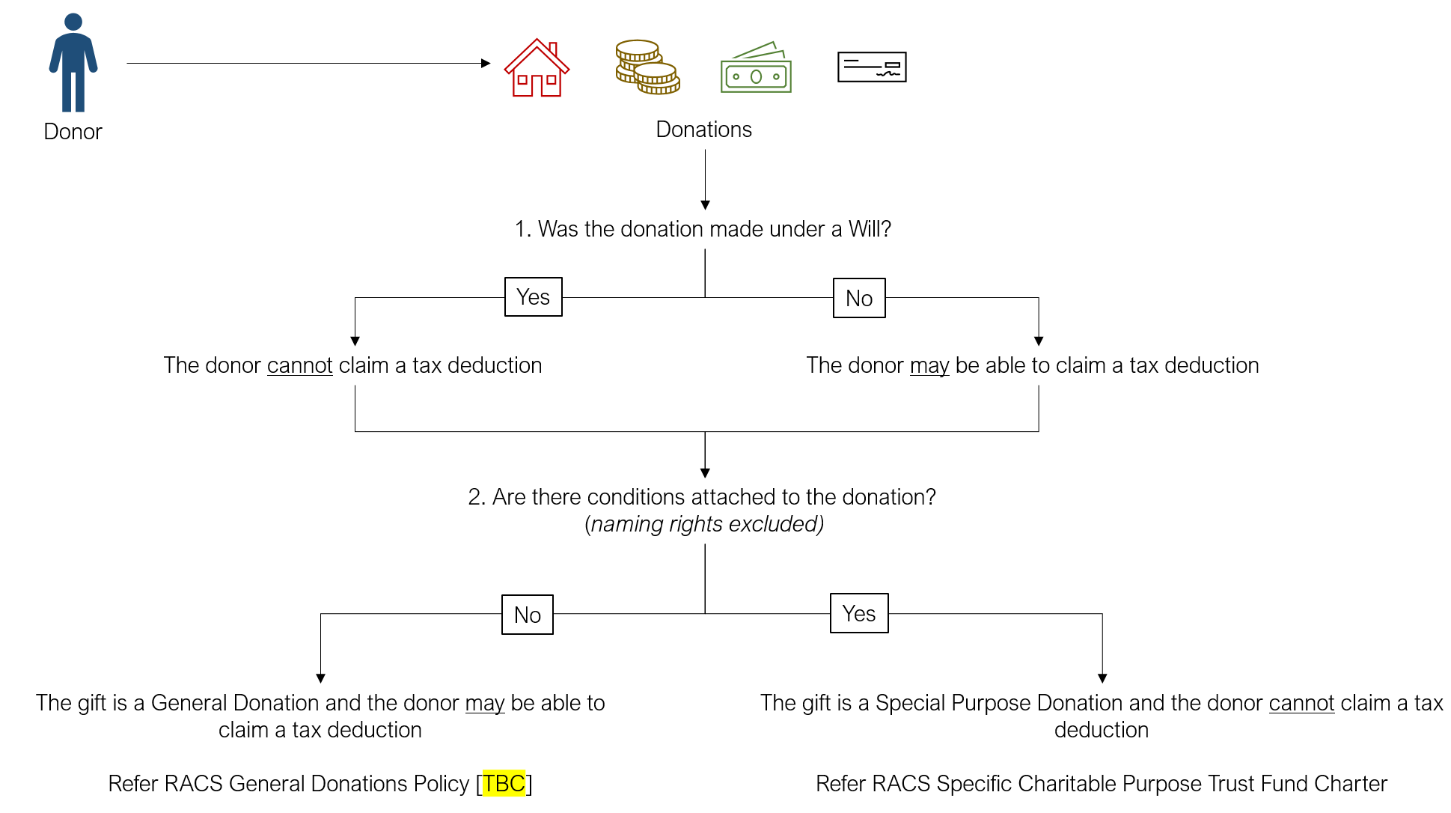 Donor
Donations
1. Was the donation made under a Will?
Yes
No
The donor cannot claim a tax deduction
The donor may be able to claim a tax deduction
2. Are there conditions attached to the donation?
(naming rights excluded)
No
Yes
The gift is a General Donation and the donor may be able to
claim a tax deduction
Refer RACS General Donations Policy [TBC]
The gift is a Special Purpose Donation and the donor cannot claim a tax
deduction
Refer RACS Specific Charitable Purpose Trust Fund Charter